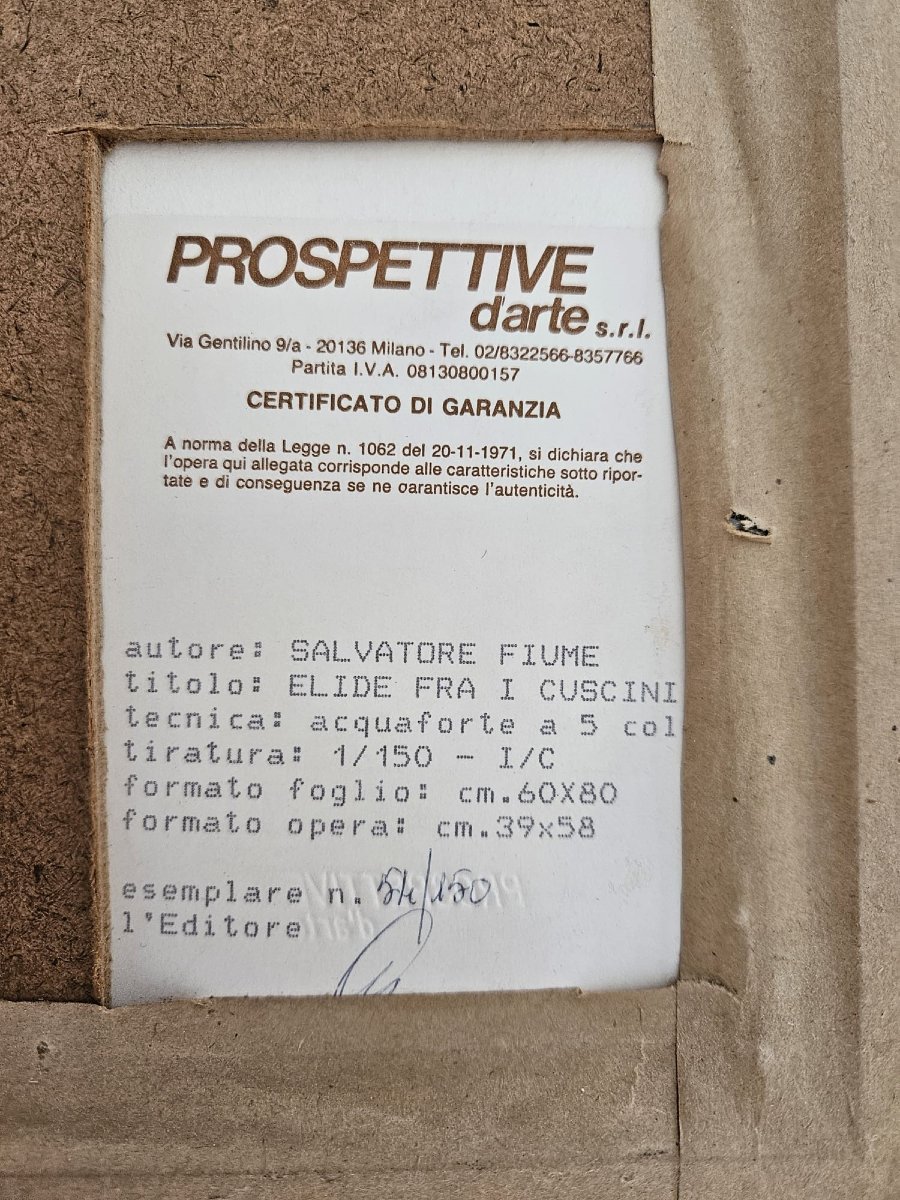 PROSPETTIVE
d'arte s.r.l.
Via Gentilino 9/a - 20136 Milano - Tel. 02/8322566-8357766
Partita I.V.A. 08130800157
CERTIFICATO DI GARANZIA
A norma della Legge n. 1062 del 20-11-1971, si dichiara che
l'opera qui allegata corrisponde alle caratteristiche sotto ripor-
tate e di conseguenza se ne garantisce l'autenticità.
autore: SALVATORE FIUME
titolo: ELIDE FRA I CUSCINI
tecnica: acquaforte a 5 col
tiratura: 1/150 - I/C
formato foglio: cm.60X80
formato opera: cm.39x58
esemplare n. 54/150
l'Editore